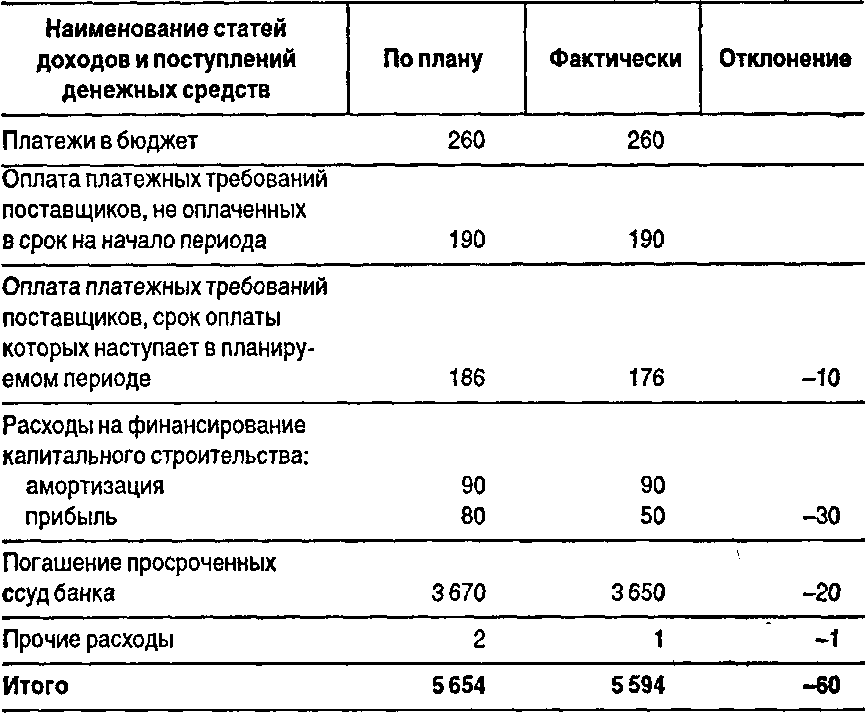 Наименование статей
доходов и поступлений
денежных средств
По плану
Фактически
Отклонение
Платежи в бюджет 260 260
Оплата платежных требований
поставщиков, не оплаченных
в срок на начало периода 190 190
Оплата платежных требований
поставщиков, срок оплаты
которых наступает в планиру-
емом периоде 186 176 –10
Расходы на финансирование
капитального строительства:
амортизация 90 90
прибыль 80 50 –30
Погашение просроченных
ссуд банка 3 670 3 650 –20
Прочие расходы 2 1 –1
Итого 5 654 5 594 –60